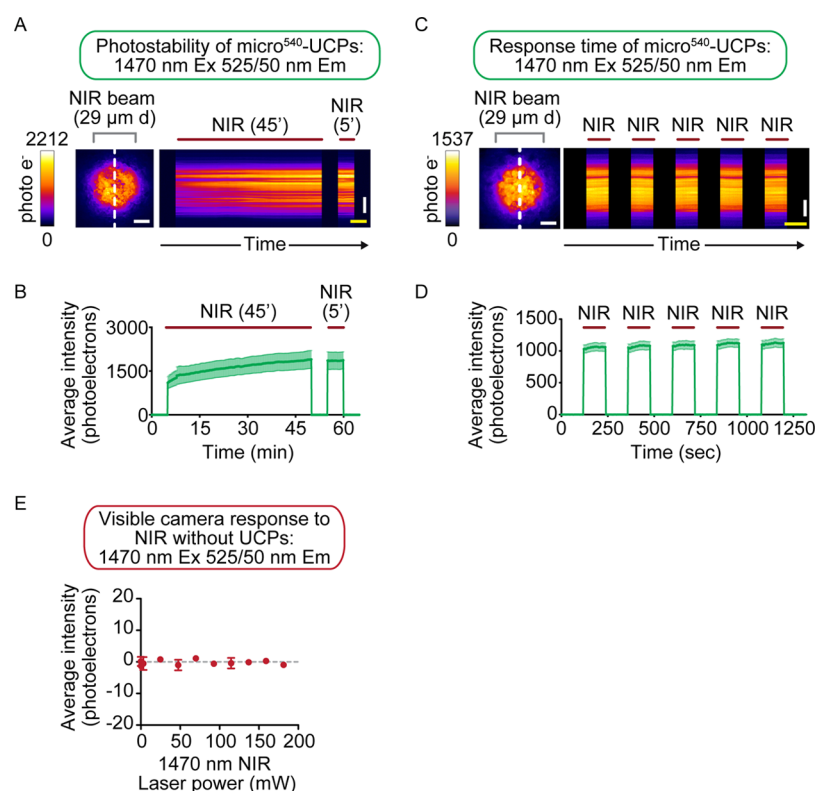 A
Photostability of micro⁵⁴⁰-UCPs:
1470 nm Ex 525/50 nm Em
NIR beam
(29 µm d)
NIR (45')
NIR
(5')
2212
photo e⁻
0
Time
B
NIR (45')
NIR
(5')
Average intensity
(photoelectrons)
3000
1500
0
0 15 30 45 60
Time (min)
C
Response time of micro⁵⁴⁰-UCPs:
1470 nm Ex 525/50 nm Em
NIR beam
(29 µm d)
NIR NIR NIR NIR NIR
1537
photo e⁻
0
Time
D
NIR NIR NIR NIR NIR
Average intensity
(photoelectrons)
1500
1000
500
0
0 250 500 750 1000 1250
Time (sec)
E
Visible camera response to
NIR without UCPs:
1470 nm Ex 525/50 nm Em
Average intensity
(photoelectrons)
20
10
0
-10
-20
0 50 100 150 200
1470 nm NIR
Laser power (mW)